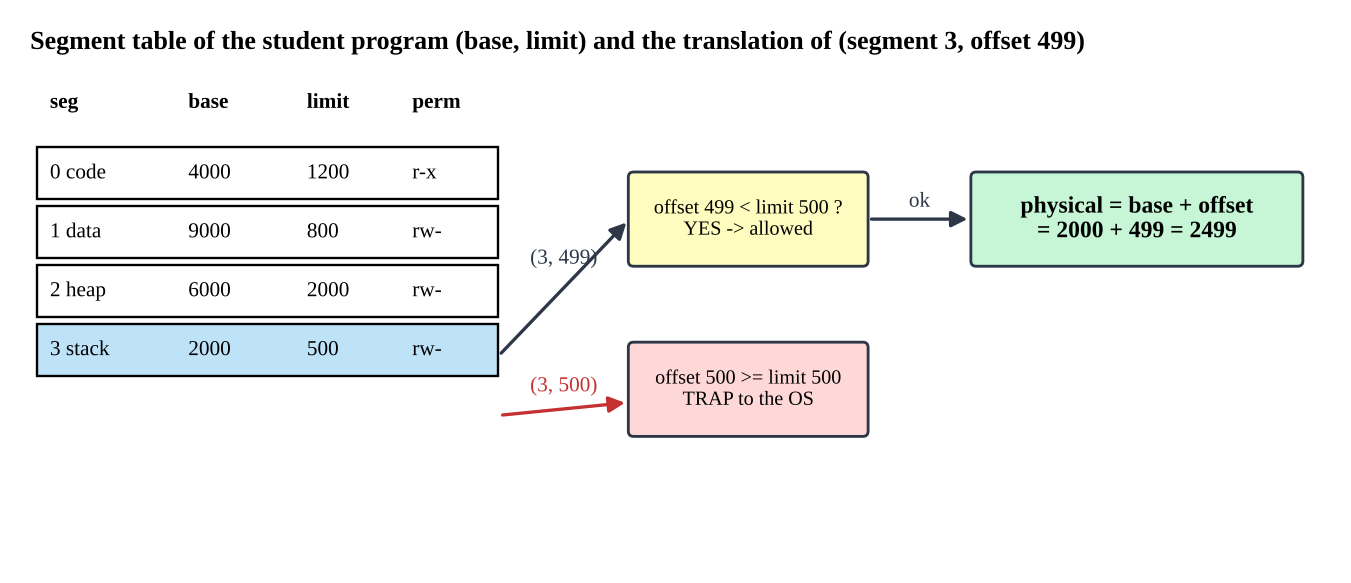 Segment table of the student program (base, limit) and the translation of (segment 3, offset 499)
seg base limit perm
0 code 4000 1200 r-x
1 data 9000 800 rw-
2 heap 6000 2000 rw-
3 stack 2000 500 rw-
(3, 499)
offset 499 < limit 500 ?
YES -> allowed
ok
physical = base + offset
= 2000 + 499 = 2499
(3, 500)
offset 500 >= limit 500
TRAP to the OS